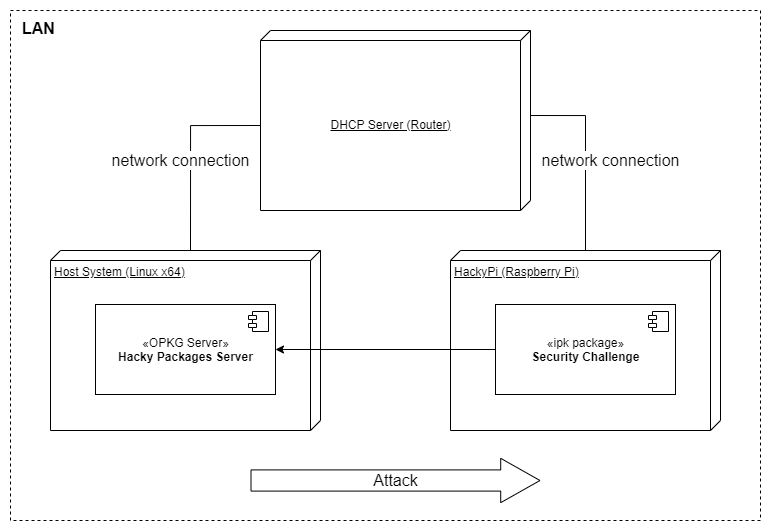 LAN
DHCP Server (Router)
network connection
network connection
Host System (Linux x64)
HackyPi (Raspberry Pi)
«OPKG Server»
Hacky Packages Server
«ipk package»
Security Challenge
Attack